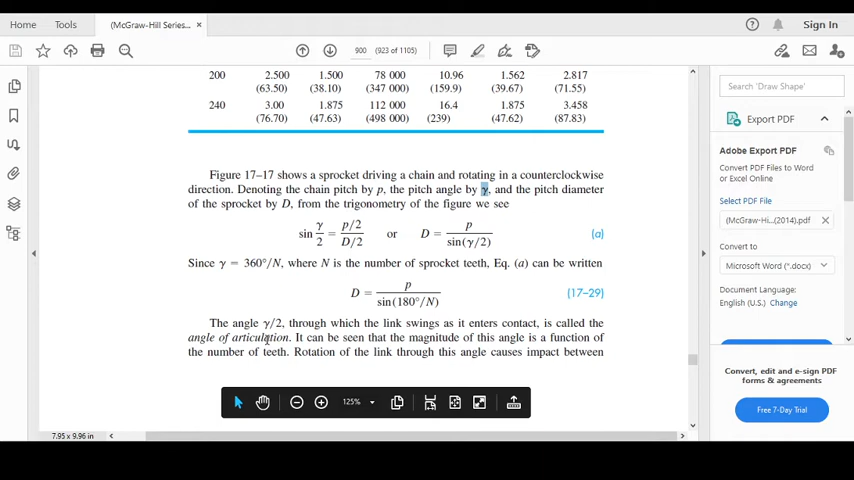 Home Tools (McGraw-Hill Series... × ? Sign In
900 (923 of 1105)
200 2.500 1.500 78 000 10.96 1.562 2.817
(63.50) (38.10) (347 000) (159.9) (39.67) (71.55)
240 3.00 1.875 112 000 16.4 1.875 3.458
(76.70) (47.63) (498 000) (239) (47.62) (87.83)
Figure 17–17 shows a sprocket driving a chain and rotating in a counterclockwise
direction. Denoting the chain pitch by p, the pitch angle by γ, and the pitch diameter
of the sprocket by D, from the trigonometry of the figure we see
sin γ/2 = (p/2)/(D/2) or D = p/sin(γ/2) (a)
Since γ = 360°/N, where N is the number of sprocket teeth, Eq. (a) can be written
D = p/sin(180°/N) (17–29)
The angle γ/2, through which the link swings as it enters contact, is called the
angle of articulation. It can be seen that the magnitude of this angle is a function of
the number of teeth. Rotation of the link through this angle causes impact between
125%
7.95 x 9.96 in
Search 'Draw Shape'
Export PDF
Adobe Export PDF
Convert PDF Files to Word
or Excel Online
Select PDF File
(McGraw-Hi...(2014).pdf ×
Convert to
Microsoft Word (*.docx)
Document Language:
English (U.S.) Change
Convert, edit and e-sign PDF
forms & agreements
Free 7-Day Trial